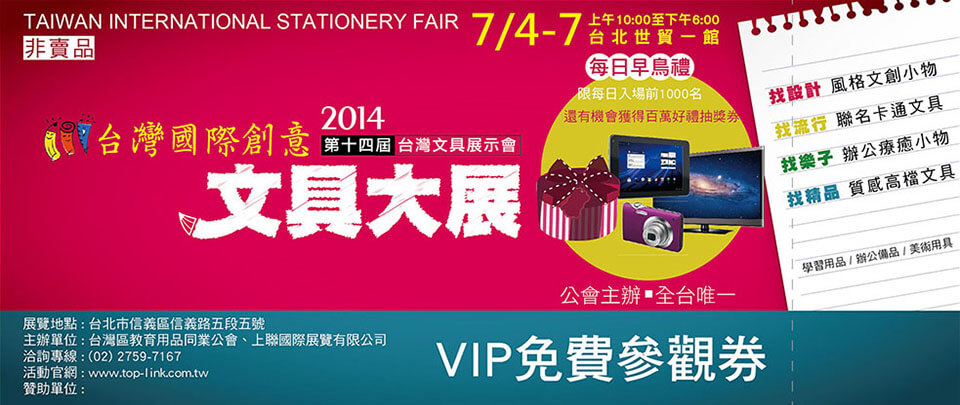 TAIWAN INTERNATIONAL STATIONERY FAIR
非賣品
7/4-7
上午10:00至下午6:00
台北世貿一館
每日早鳥禮
限每日入場前1000名
還有機會獲得百萬好禮抽獎券
台灣國際創意
2014
第十四屆 台灣文具展示會
文具大展
公會主辦▪全台唯一
找設計 風格文創小物
找流行 聯名卡通文具
找樂子 辦公療癒小物
找精品 質感高檔文具
學習用品 / 辦公備品 / 美術用具
展覽地點 : 台北市信義區信義路五段五號
主辦單位 : 台灣區教育用品同業公會、上聯國際展覽有限公司
洽詢專線 : (02) 2759-7167
活動官網 : www.top-link.com.tw
贊助單位 :
VIP免費參觀券